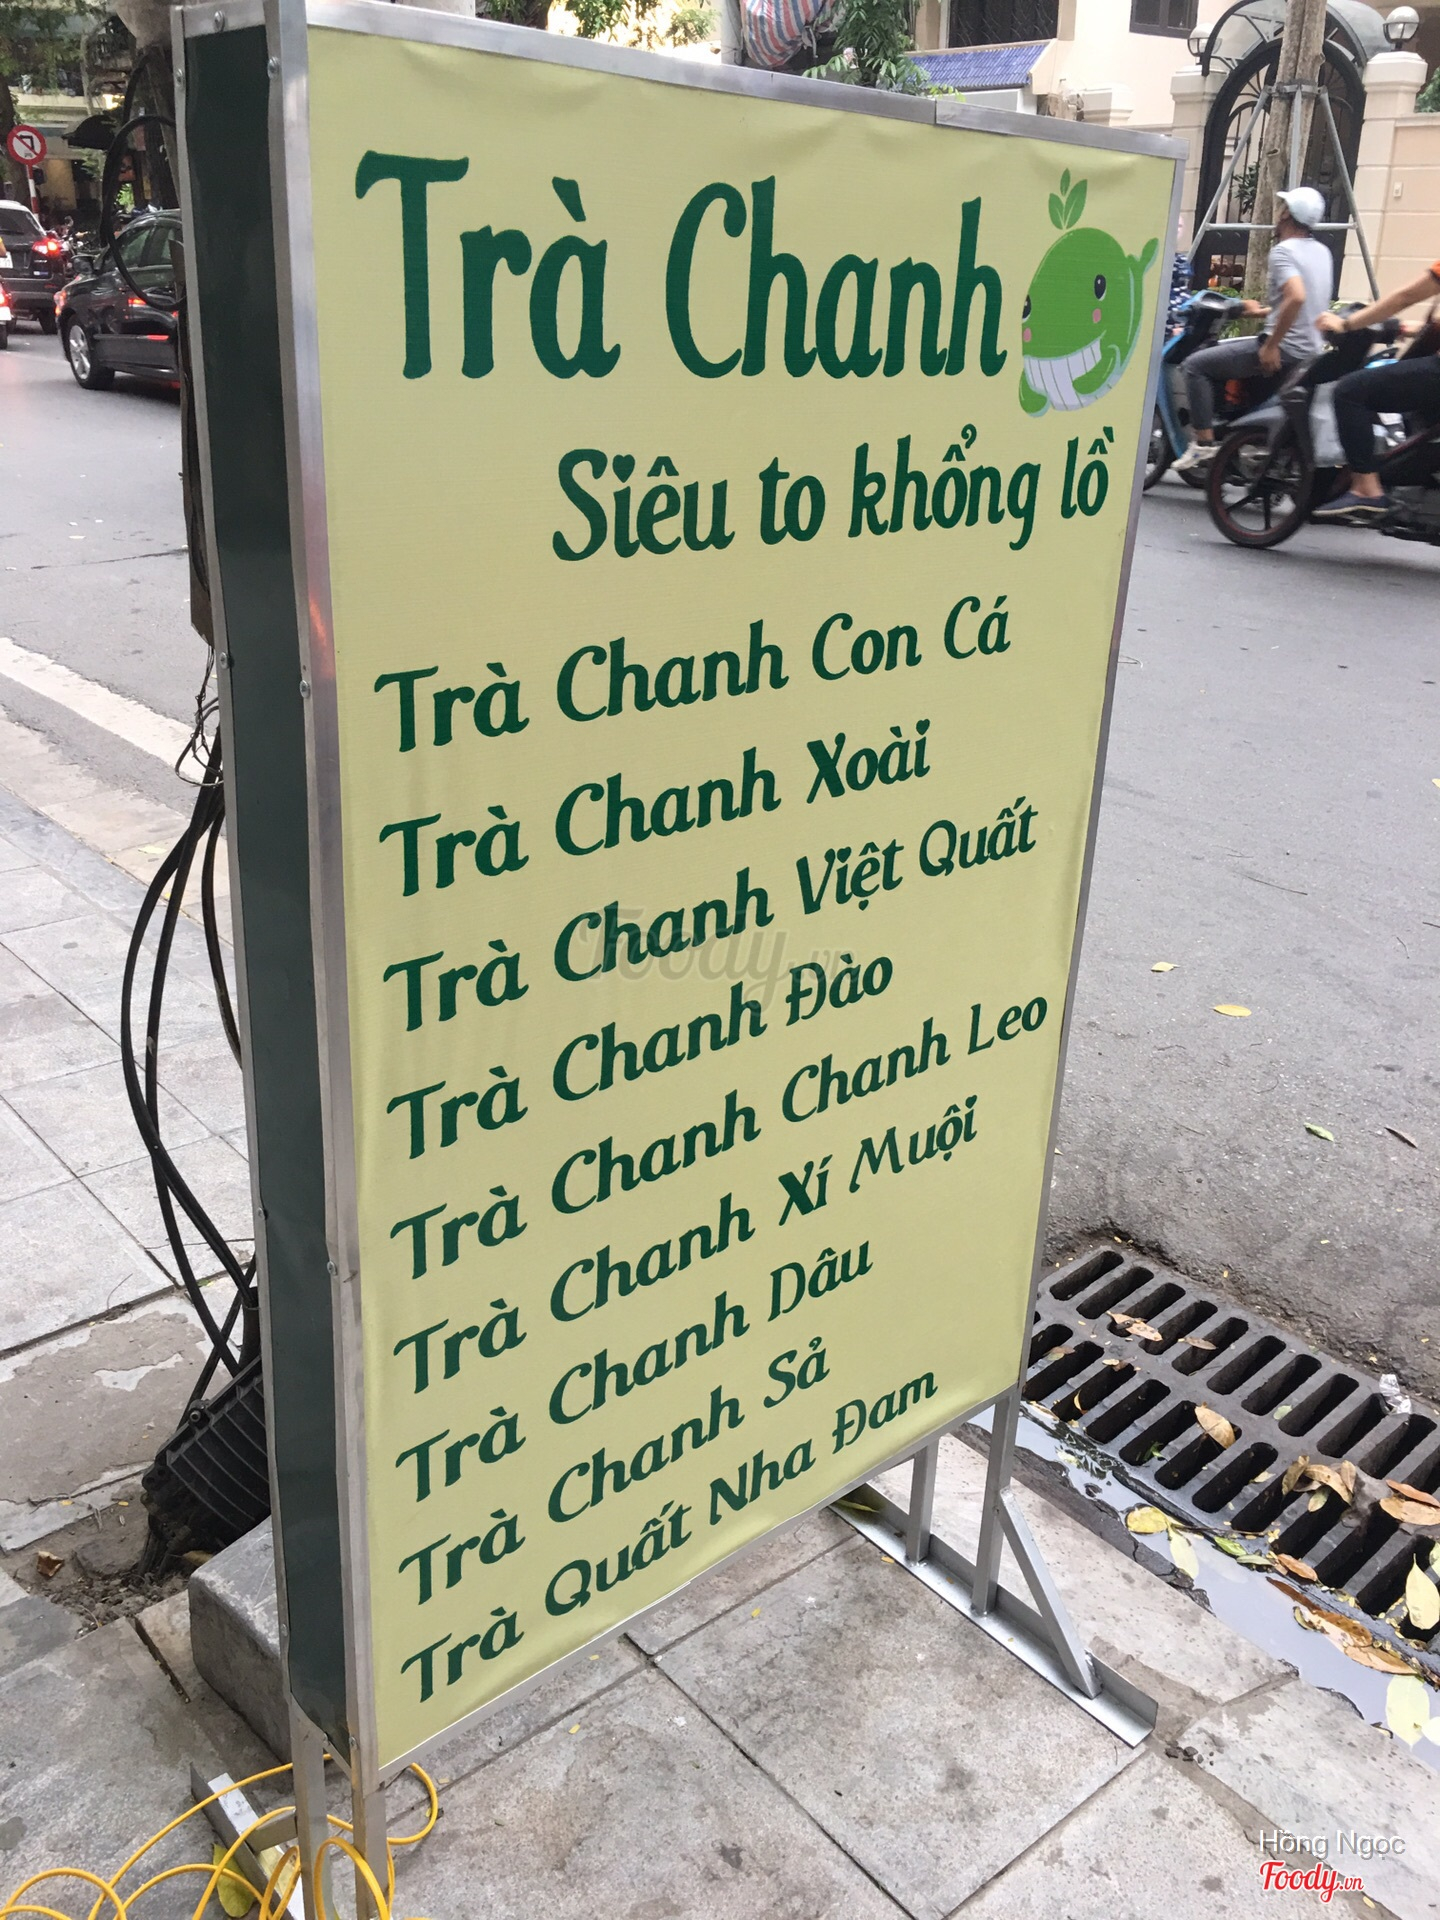 Trà Chanh
Siêu to khổng lồ
Trà Chanh Con Cá
Trà Chanh Xoài
Trà Chanh Việt Quất
Trà Chanh Đào
Trà Chanh Chanh Leo
Trà Chanh Xí Muội
Trà Chanh Dâu
Trà Chanh Sả
Trà Quất Nha Đam
Foody.vn
Hồng Ngọc
Foody.vn